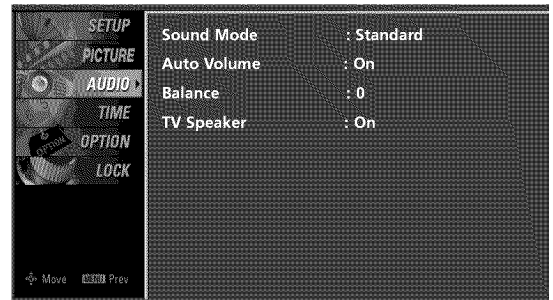 SETUP
PICTURE
AUDIO
TIME
OPTION
LOCK
Sound Mode : Standard
Auto Volume : On
Balance : 0
TV Speaker : On
OPTION
Move MENU Prev